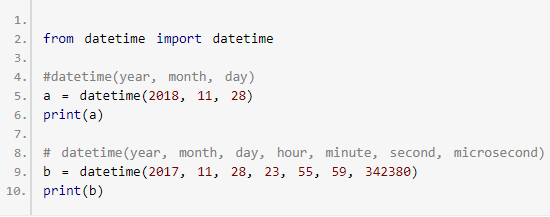 1.
2. from datetime import datetime
3.
4. #datetime(year, month, day)
5. a = datetime(2018, 11, 28)
6. print(a)
7.
8. # datetime(year, month, day, hour, minute, second, microsecond)
9. b = datetime(2017, 11, 28, 23, 55, 59, 342380)
10. print(b)